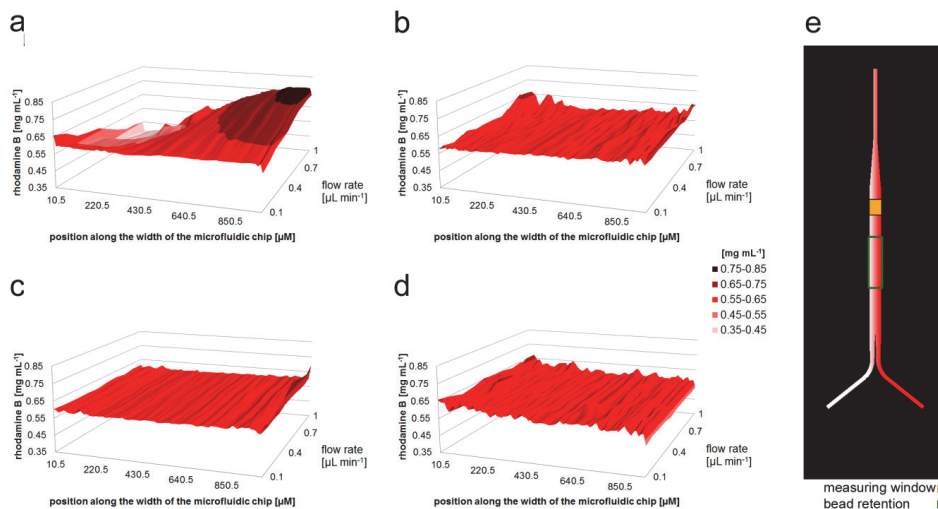 a
rhodamine B [mg mL⁻¹]
0.85
0.75
0.65
0.55
0.45
0.35
10.5
220.5
430.5
640.5
850.5
0.1
0.4
0.7
1
flow rate
[µL min⁻¹]
position along the width of the microfluidic chip [µM]
b
rhodamine B [mg mL⁻¹]
0.85
0.75
0.65
0.55
0.45
0.35
10.5
220.5
430.5
640.5
850.5
0.1
0.4
0.7
1
flow rate
[µL min⁻¹]
position along the width of the microfluidic chip [µM]
[mg mL⁻¹]
0.75-0.85
0.65-0.75
0.55-0.65
0.45-0.55
0.35-0.45
c
rhodamine B [mg mL⁻¹]
0.85
0.75
0.65
0.55
0.45
0.35
10.5
220.5
430.5
640.5
850.5
0.1
0.4
0.7
1
flow rate
[µL min⁻¹]
position along the width of the microfluidic chip [µM]
d
rhodamine B [mg mL⁻¹]
0.85
0.75
0.65
0.55
0.45
0.35
10.5
220.5
430.5
640.5
850.5
0.1
0.4
0.7
1
flow rate
[µL min⁻¹]
position along the width of the microfluidic chip [µM]
e
measuring window
bead retention